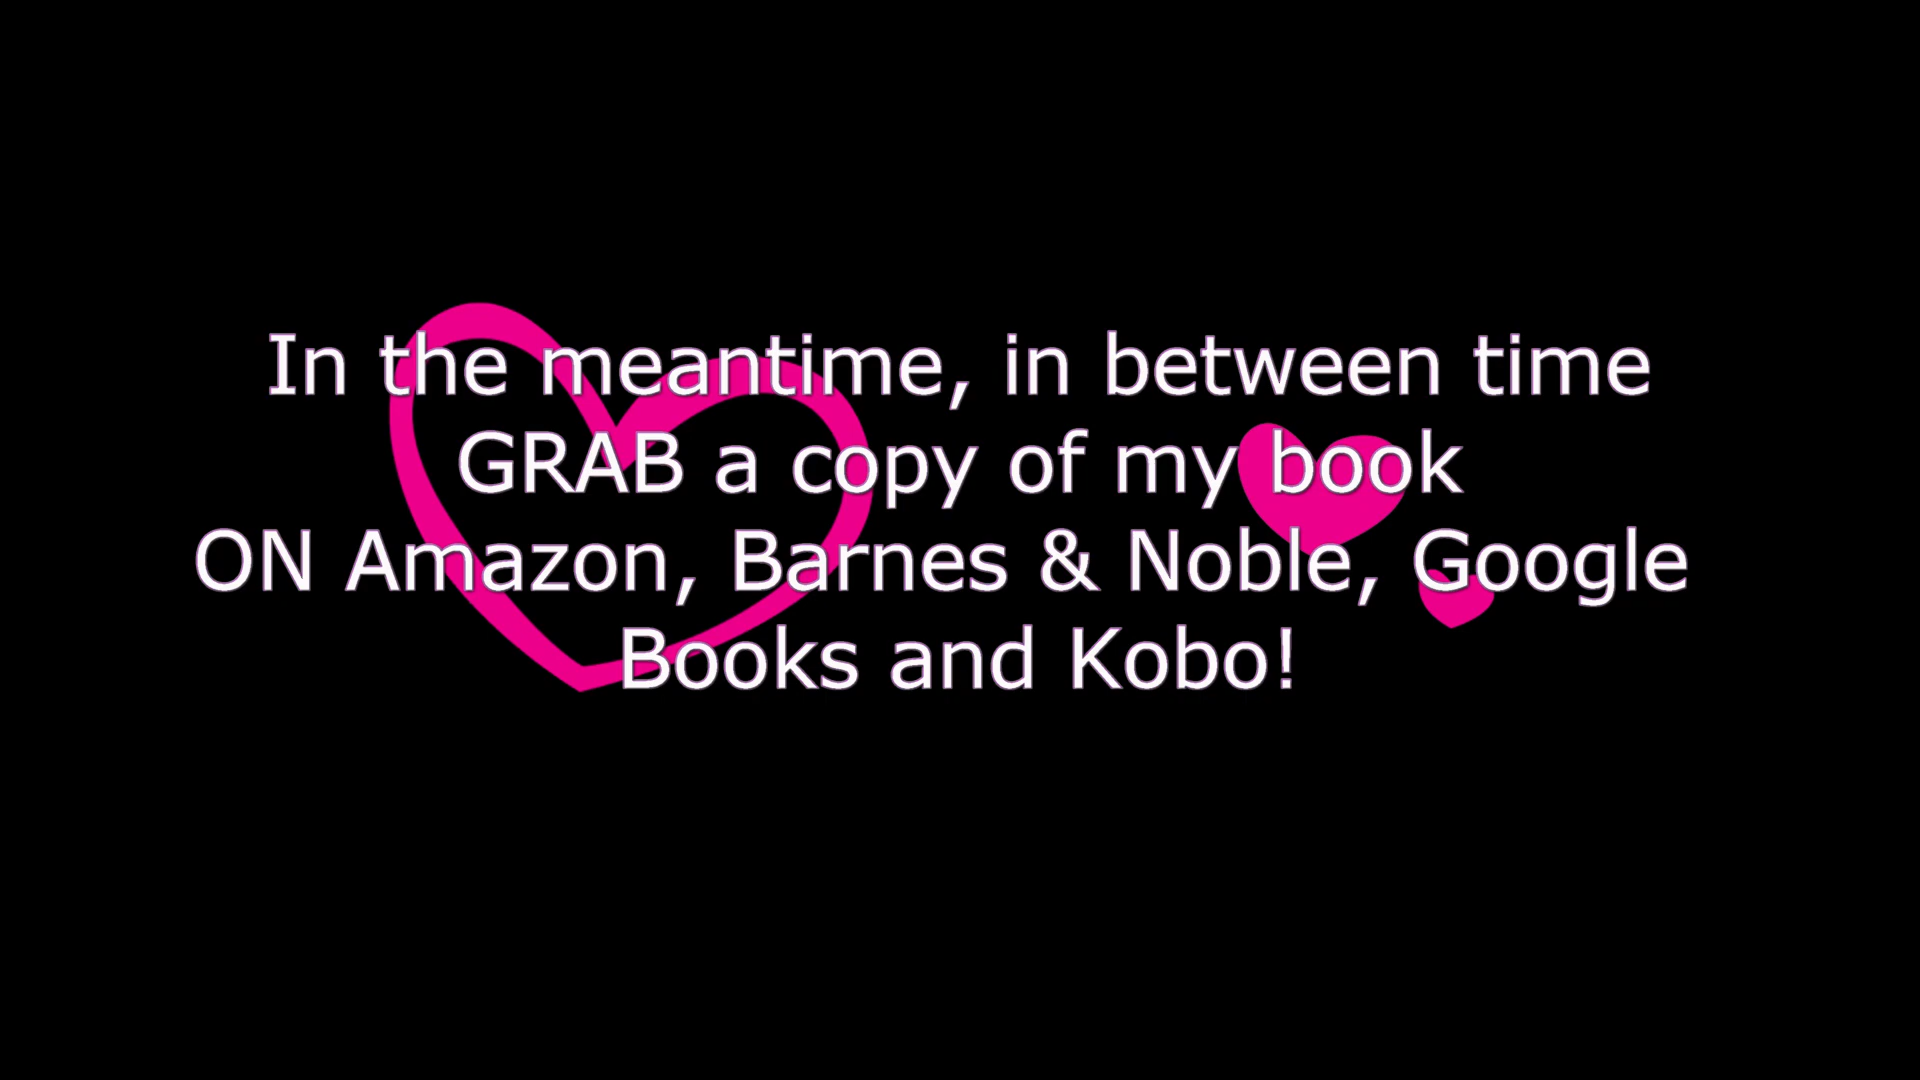 In the meantime, in between time
GRAB a copy of my book
ON Amazon, Barnes & Noble, Google
Books and Kobo!